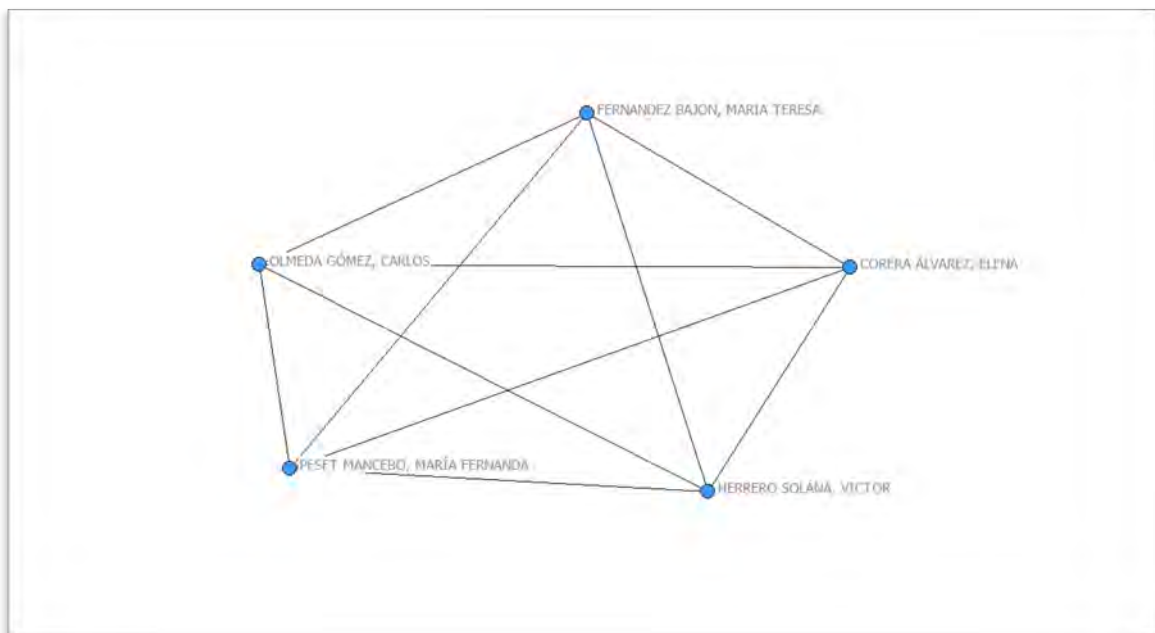 FERNANDEZ BAJON, MARIA TERESA
OLMEDA GÓMEZ, CARLOS
CORERA ÁLVAREZ, ELENA
PESET MANCEBO, MARÍA FERNANDA
HERRERO SOLANA, VICTOR